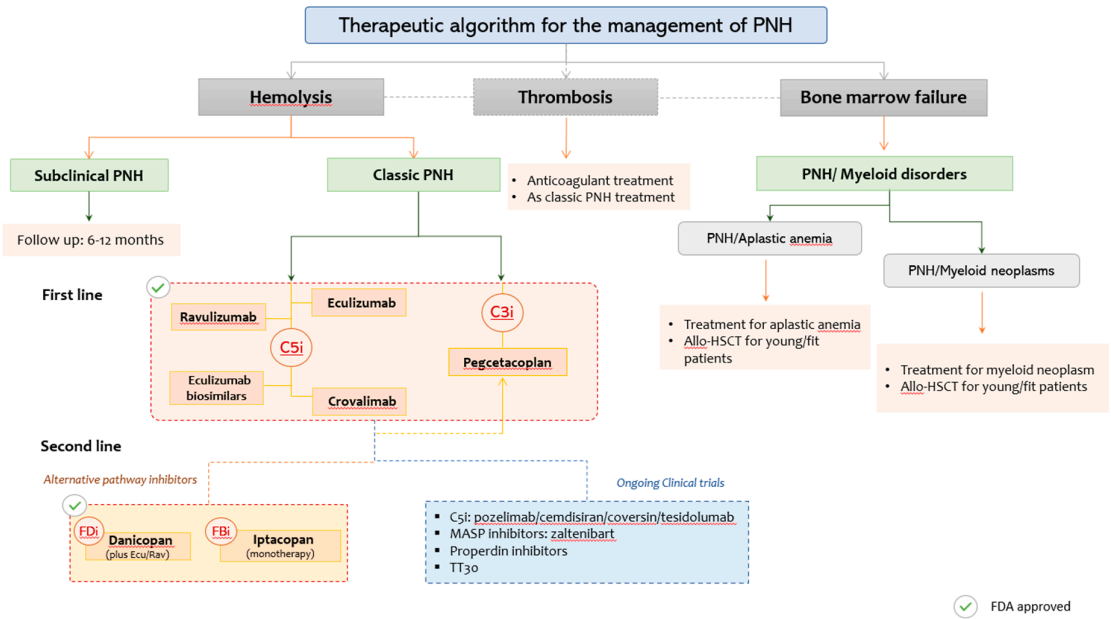 Therapeutic algorithm for the management of PNH
Hemolysis
Thrombosis
Bone marrow failure
Subclinical PNH
Classic PNH
• Anticoagulant treatment
• As classic PNH treatment
PNH/ Myeloid disorders
Follow up: 6-12 months
PNH/Aplastic anemia
PNH/Myeloid neoplasms
First line
Ravulizumab
Eculizumab
C5i
Eculizumab
biosimilars
Crovalimab
C3i
Pegcetacoplan
• Treatment for aplastic anemia
• Allo-HSCT for young/fit
patients
• Treatment for myeloid neoplasm
• Allo-HSCT for young/fit patients
Second line
Alternative pathway inhibitors
FDi
Danicopan
(plus Ecu/Rav)
FBi
Iptacopan
(monotherapy)
Ongoing Clinical trials
▪ C5i: pozelimab/cemdisiran/coversin/tesidolumab
▪ MASP inhibitors: zaltenibart
▪ Properdin inhibitors
▪ TT30
FDA approved